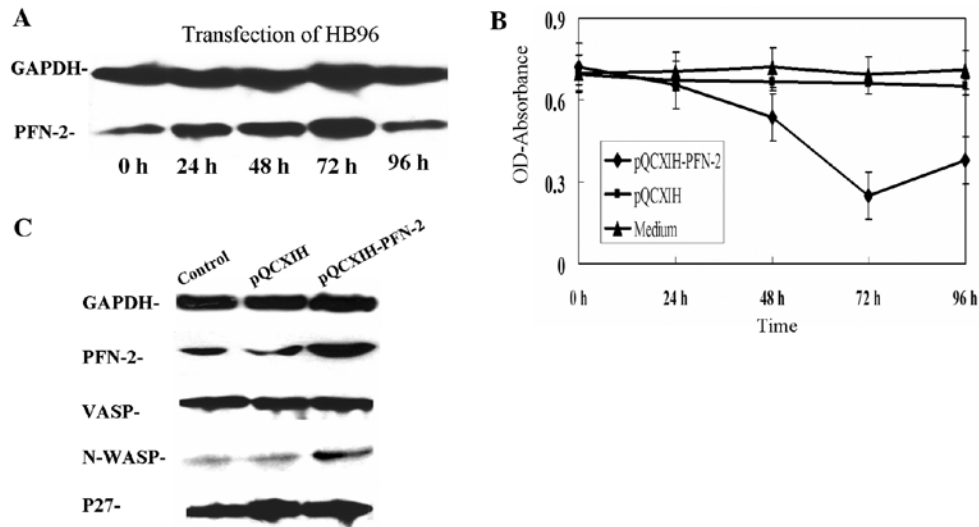 A
Transfection of HB96
GAPDH-
PFN-2-
0 h 24 h 48 h 72 h 96 h
B
OD-Absorbance
0.9
0.6
0.3
0
pQCXIH-PFN-2
pQCXIH
Medium
0 h 24 h 48 h 72 h 96 h
Time
C
Control pQCXIH pQCXIH-PFN-2
GAPDH-
PFN-2-
VASP-
N-WASP-
P27-